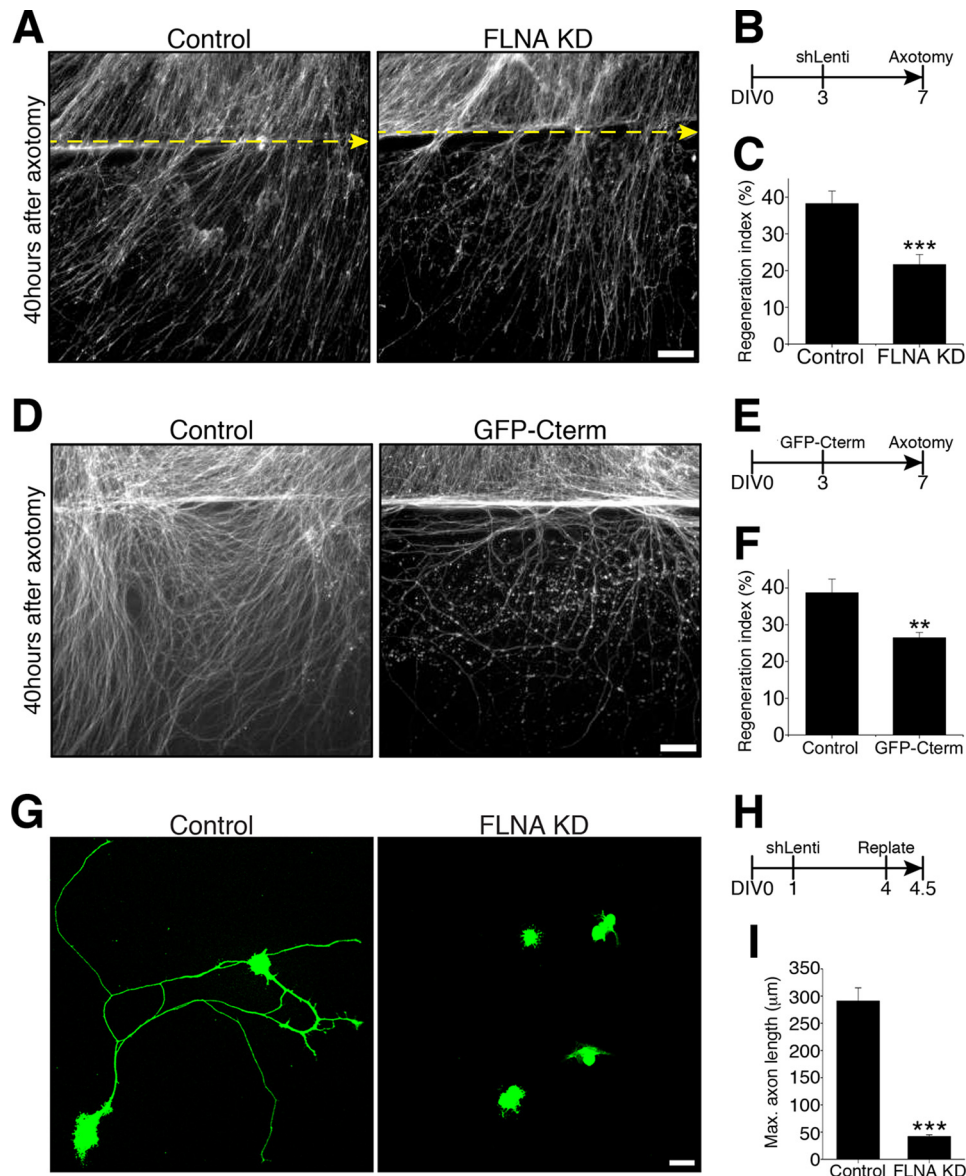 A
Control
FLNA KD
40hours after axotomy
B
shLenti
Axotomy
DIV0
3
7
C
Regeneration index (%)
40
30
20
10
0
***
Control
FLNA KD
D
Control
GFP-Cterm
40hours after axotomy
E
GFP-Cterm
Axotomy
DIV0
3
7
F
Regeneration index (%)
40
30
20
10
0
**
Control
GFP-Cterm
G
Control
FLNA KD
H
shLenti
Replate
DIV0
1
4
4.5
I
Max. axon length (μm)
350
300
250
200
150
100
50
0
***
Control
FLNA KD